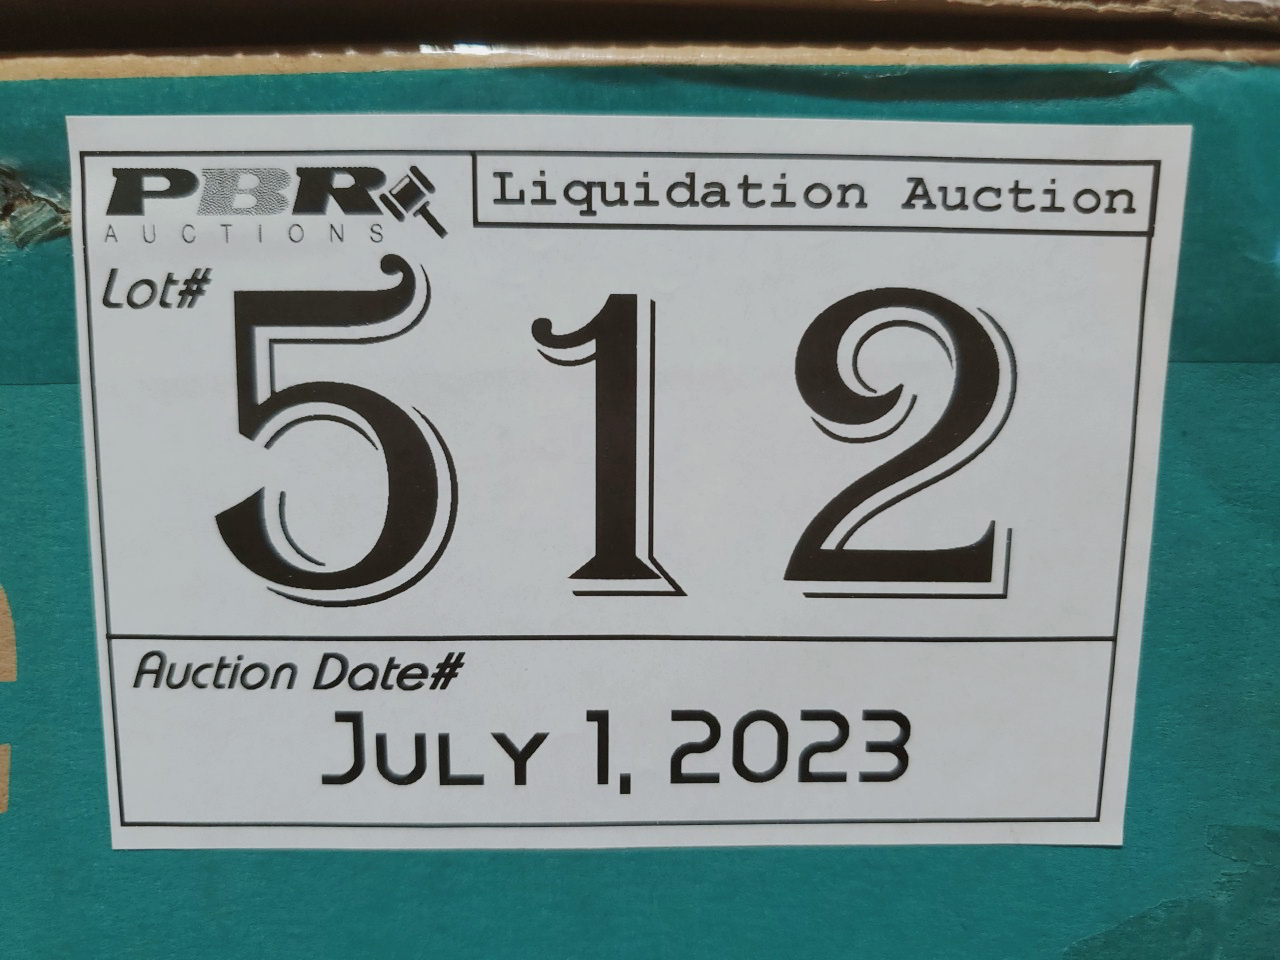 PBR
AUCTIONS
Liquidation Auction
Lot#
512
Auction Date#
July 1, 2023